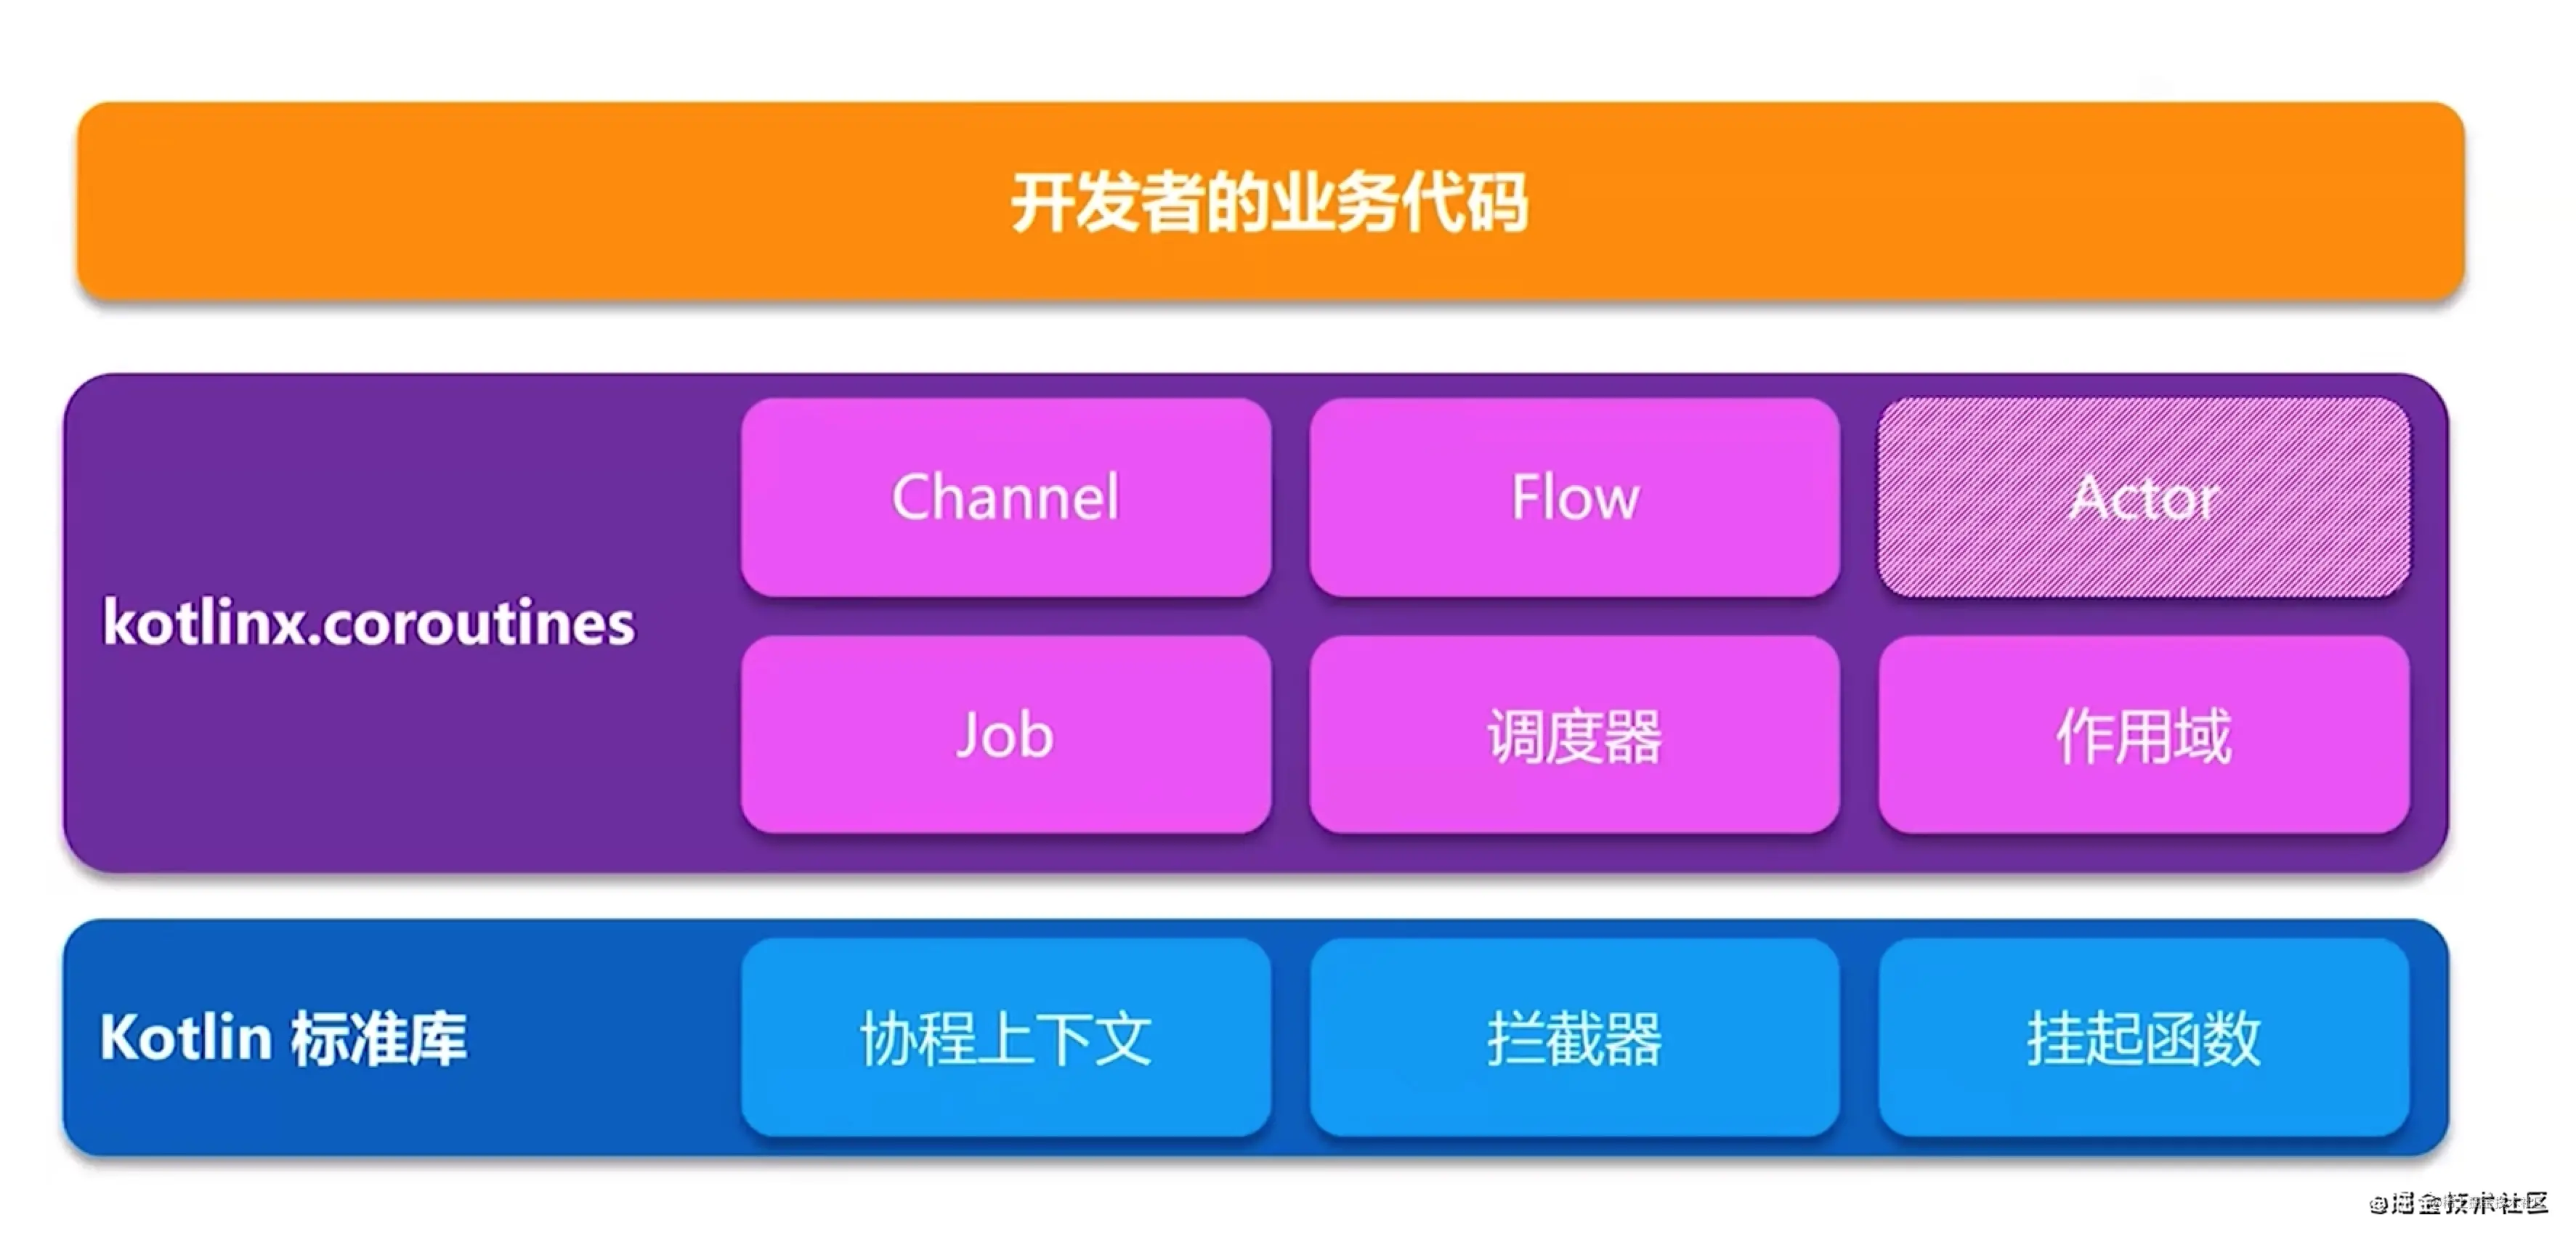 开发者的业务代码
Channel
Flow
Actor
kotlinx.coroutines
Job
调度器
作用域
Kotlin 标准库
协程上下文
拦截器
挂起函数
@掘金技术社区